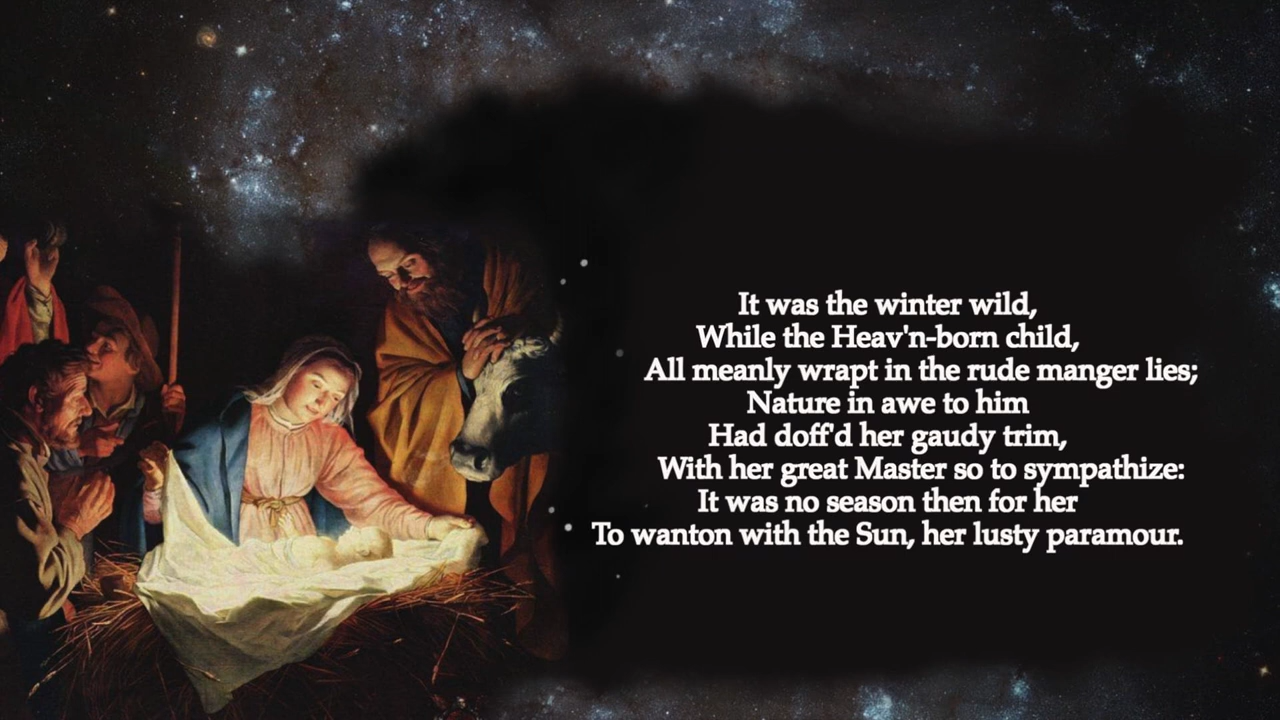 It was the winter wild,
While the Heav'n-born child,
All meanly wrapt in the rude manger lies;
Nature in awe to him
Had doff'd her gaudy trim,
With her great Master so to sympathize:
It was no season then for her
To wanton with the Sun, her lusty paramour.